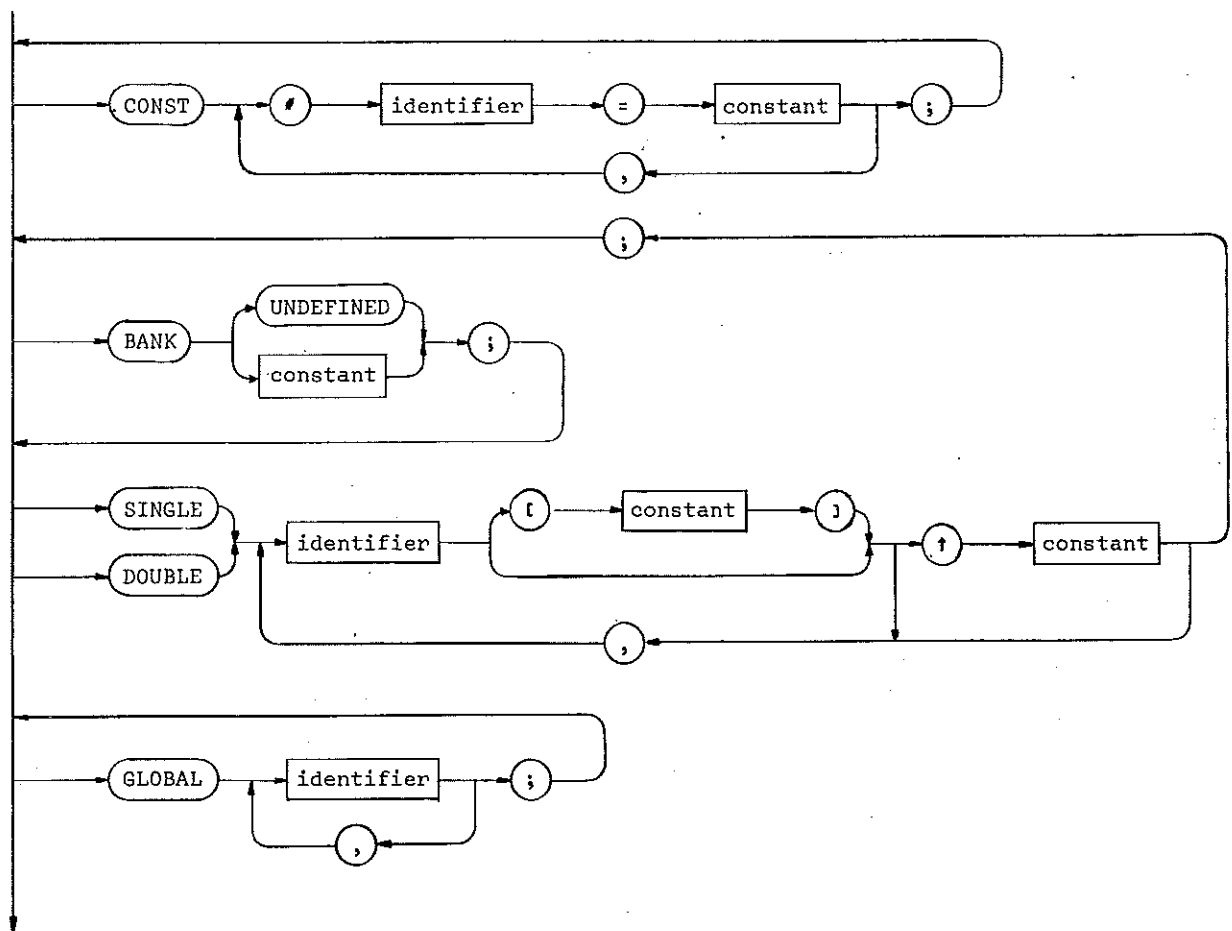 CONST # identifier = constant ;
,
;
UNDEFINED
BANK ;
constant
SINGLE [ constant ]
identifier ↑ constant
DOUBLE
,
GLOBAL identifier ;
,